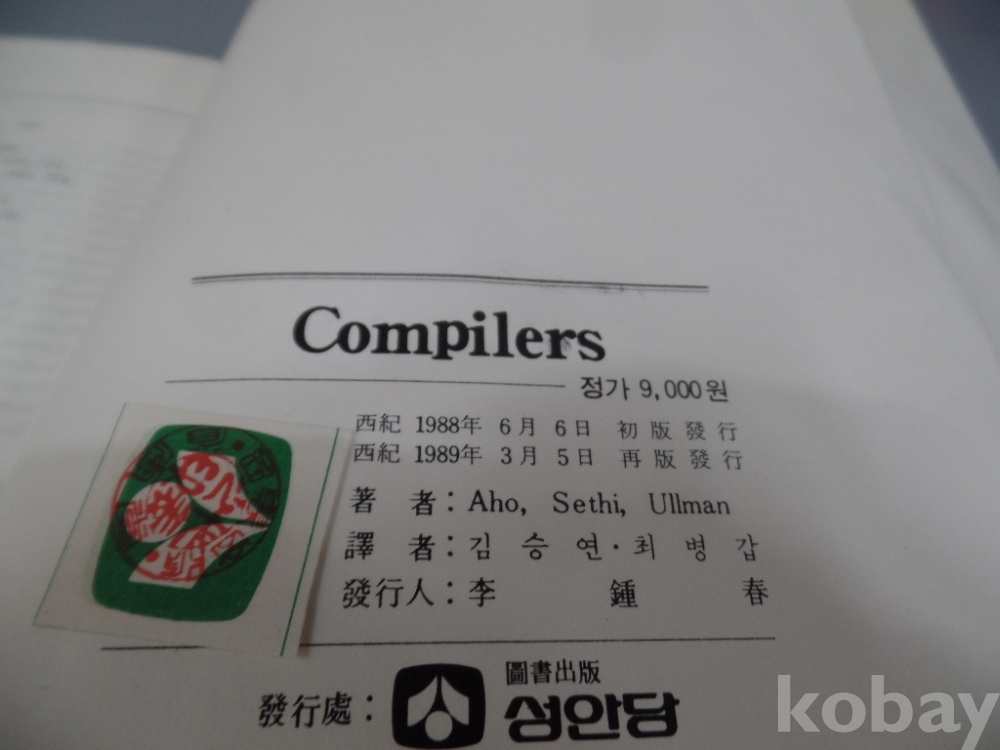 Compilers
정가 9,000원
西紀 1988年 6月 6日 初版發行
西紀 1989年 3月 5日 再版發行
著 者: Aho, Sethi, Ullman
譯 者: 김 승 연 · 최 병 갑
發行人: 李 鍾 春
圖書出版
發行處: 성안당
kobay